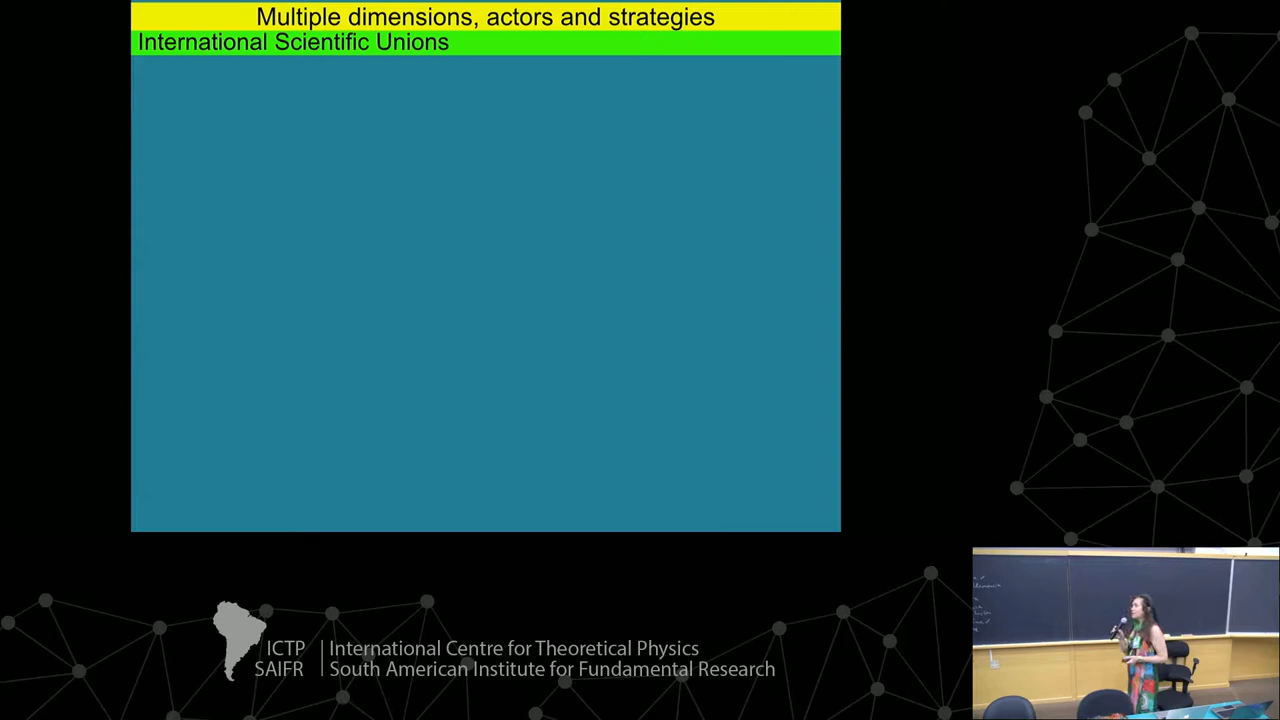 Multiple dimensions, actors and strategies
International Scientific Unions
ICTP
International Centre for Theoretical Physics
SAIFR
South American Institute for Fundamental Research